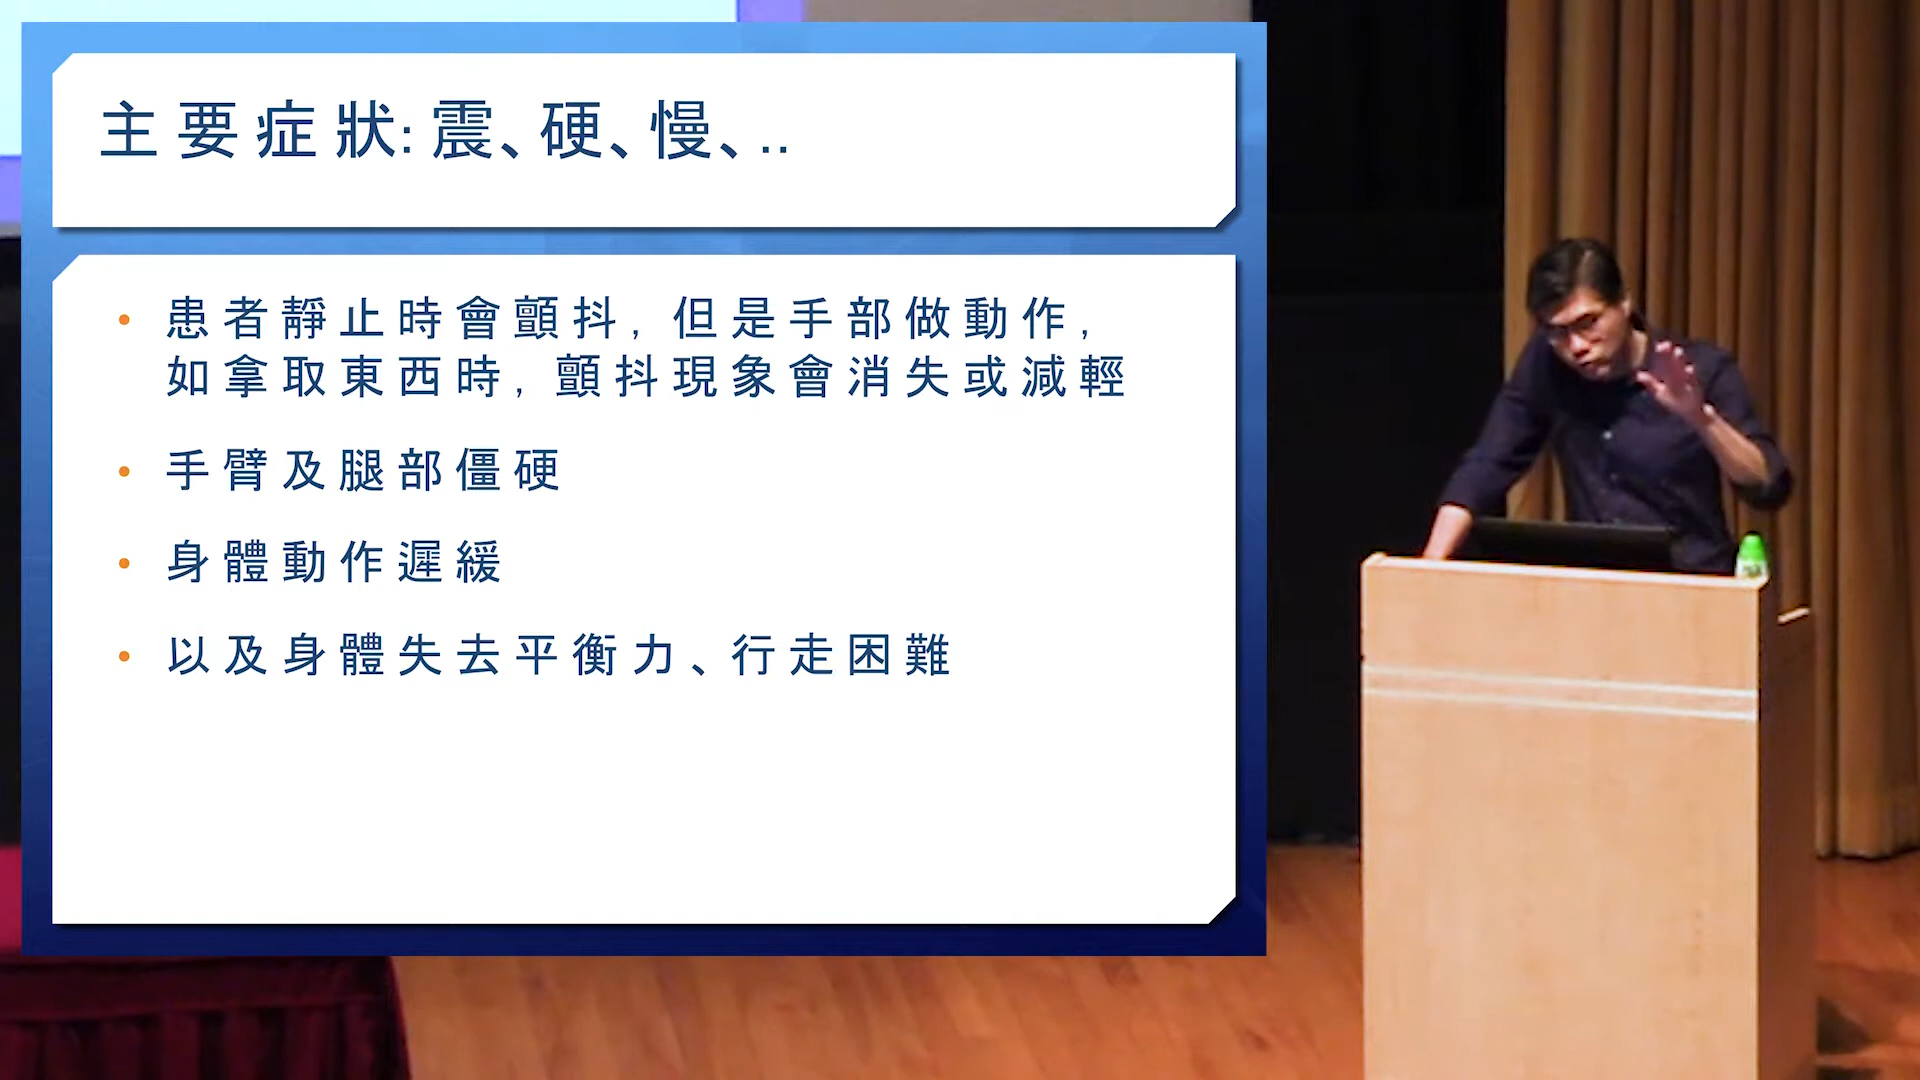 主要症狀:震、硬、慢、..
• 患者靜止時會顫抖, 但是手部做動作,
如拿取東西時, 顫抖現象會消失或減輕
• 手臂及腿部僵硬
• 身體動作遲緩
• 以及身體失去平衡力、行走困難